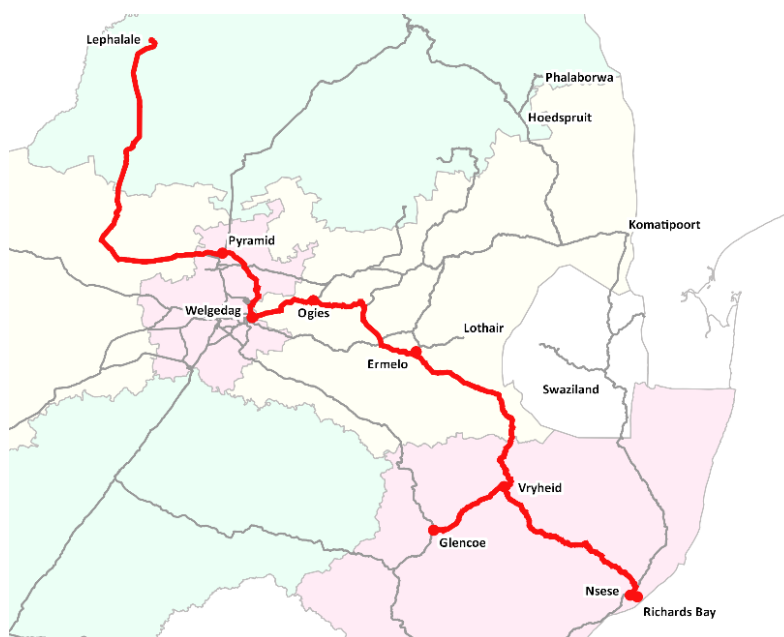 Lephalale
Phalaborwa
Hoedspruit
Komatipoort
Pyramid
Welgedag
Ogies
Lothair
Ermelo
Swaziland
Vryheid
Glencoe
Nsese
Richards Bay